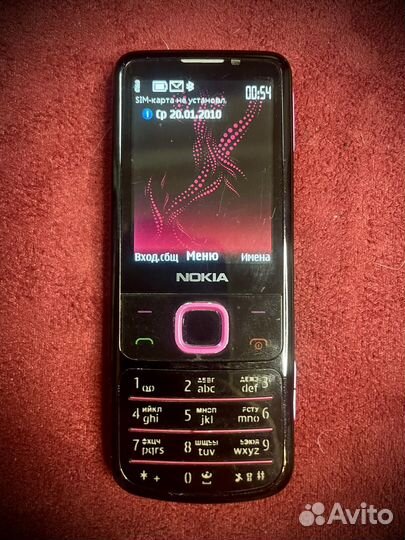 00:54
SIM-карта не установл.
Ср 20.01.2010
Вход.сбщ Меню Имена
NOKIA
1 ഫ 2 абвг abc дежз def 3
4 ийкл ghi 5 мноп jkl рсту mno 6
7 фхцч pqrs 8 шщъы tuv ьэюя wxyz 9
* + 0 #
Avito